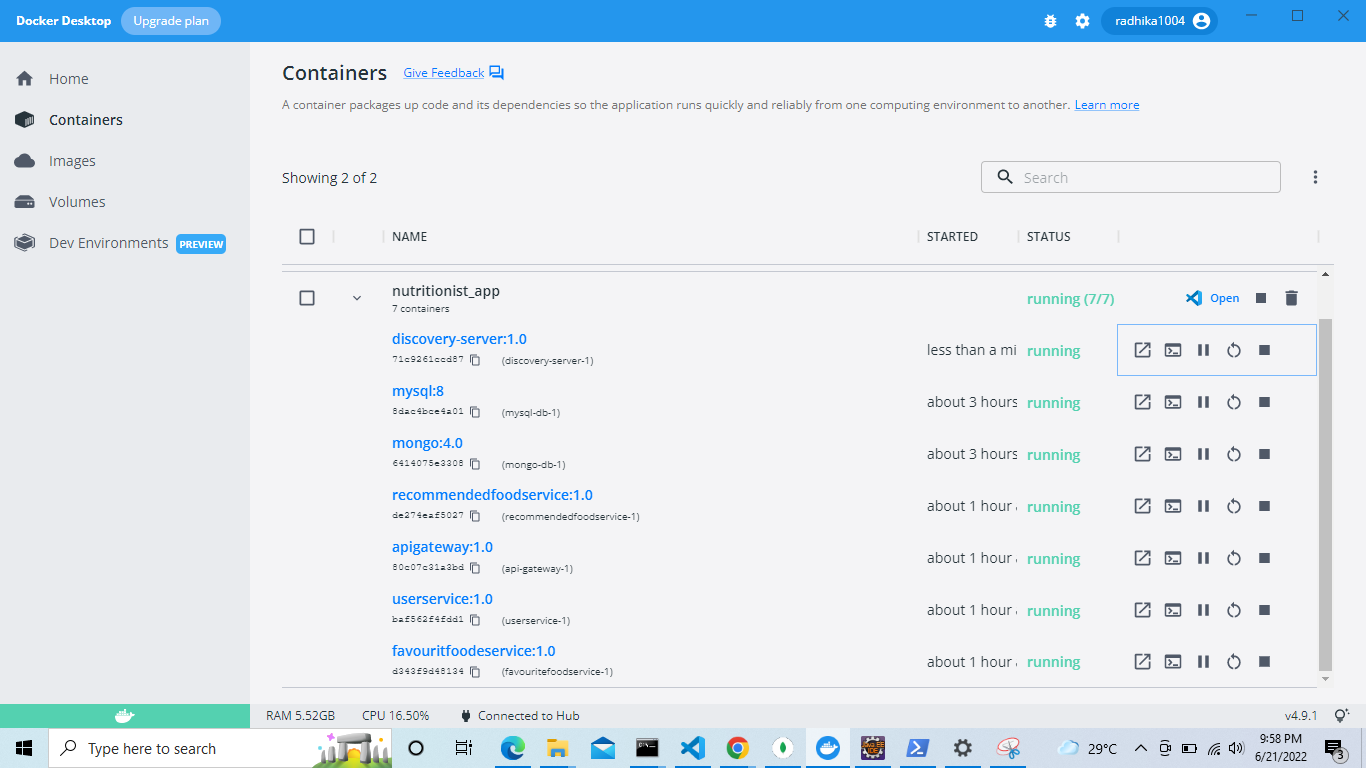 Docker Desktop Upgrade plan radhika1004
Home
Containers
Images
Volumes
Dev Environments PREVIEW
Containers Give Feedback
A container packages up code and its dependencies so the application runs quickly and reliably from one computing environment to another. Learn more
Showing 2 of 2 Search
NAME STARTED STATUS
nutritionist_app running (7/7) Open
7 containers
discovery-server:1.0 less than a mi running
71c9261ccd87 (discovery-server-1)
mysql:8 about 3 hours running
8dac4bce4a01 (mysql-db-1)
mongo:4.0 about 3 hours running
6414075e3308 (mongo-db-1)
recommendedfoodservice:1.0 about 1 hour running
de274eaf5027 (recommendedfoodservice-1)
apigateway:1.0 about 1 hour running
80c07c31a3bd (api-gateway-1)
userservice:1.0 about 1 hour running
baf562f4fdd1 (userservice-1)
favouritfoodeservice:1.0 about 1 hour running
d343f9d48134 (favouritefoodservice-1)
RAM 5.52GB CPU 16.50% Connected to Hub v4.9.1
Type here to search 29°C 9:58 PM
6/21/2022 3